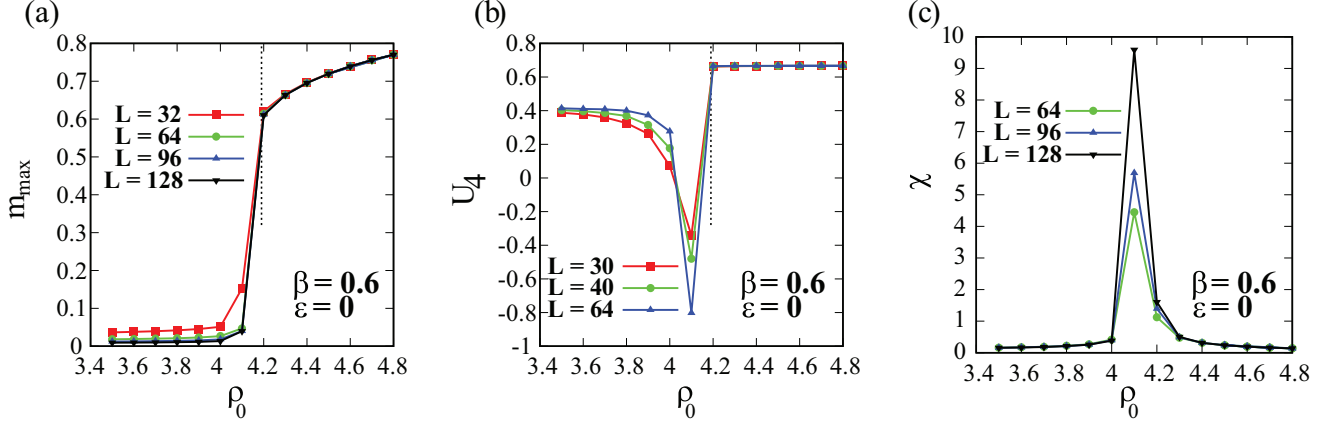 (a)
0.8
0.7
0.6
0.5
0.4
0.3
0.2
0.1
0
m_max
L = 32
L = 64
L = 96
L = 128
β = 0.6
ε = 0
3.4 3.6 3.8 4 4.2 4.4 4.6 4.8
ρ_0
(b)
0.8
0.6
0.4
0.2
0
-0.2
-0.4
-0.6
-0.8
-1
U_4
L = 30
L = 40
L = 64
β = 0.6
ε = 0
3.4 3.6 3.8 4 4.2 4.4 4.6 4.8
ρ_0
(c)
10
9
8
7
6
5
4
3
2
1
0
χ
L = 64
L = 96
L = 128
β = 0.6
ε = 0
3.4 3.6 3.8 4 4.2 4.4 4.6 4.8
ρ_0